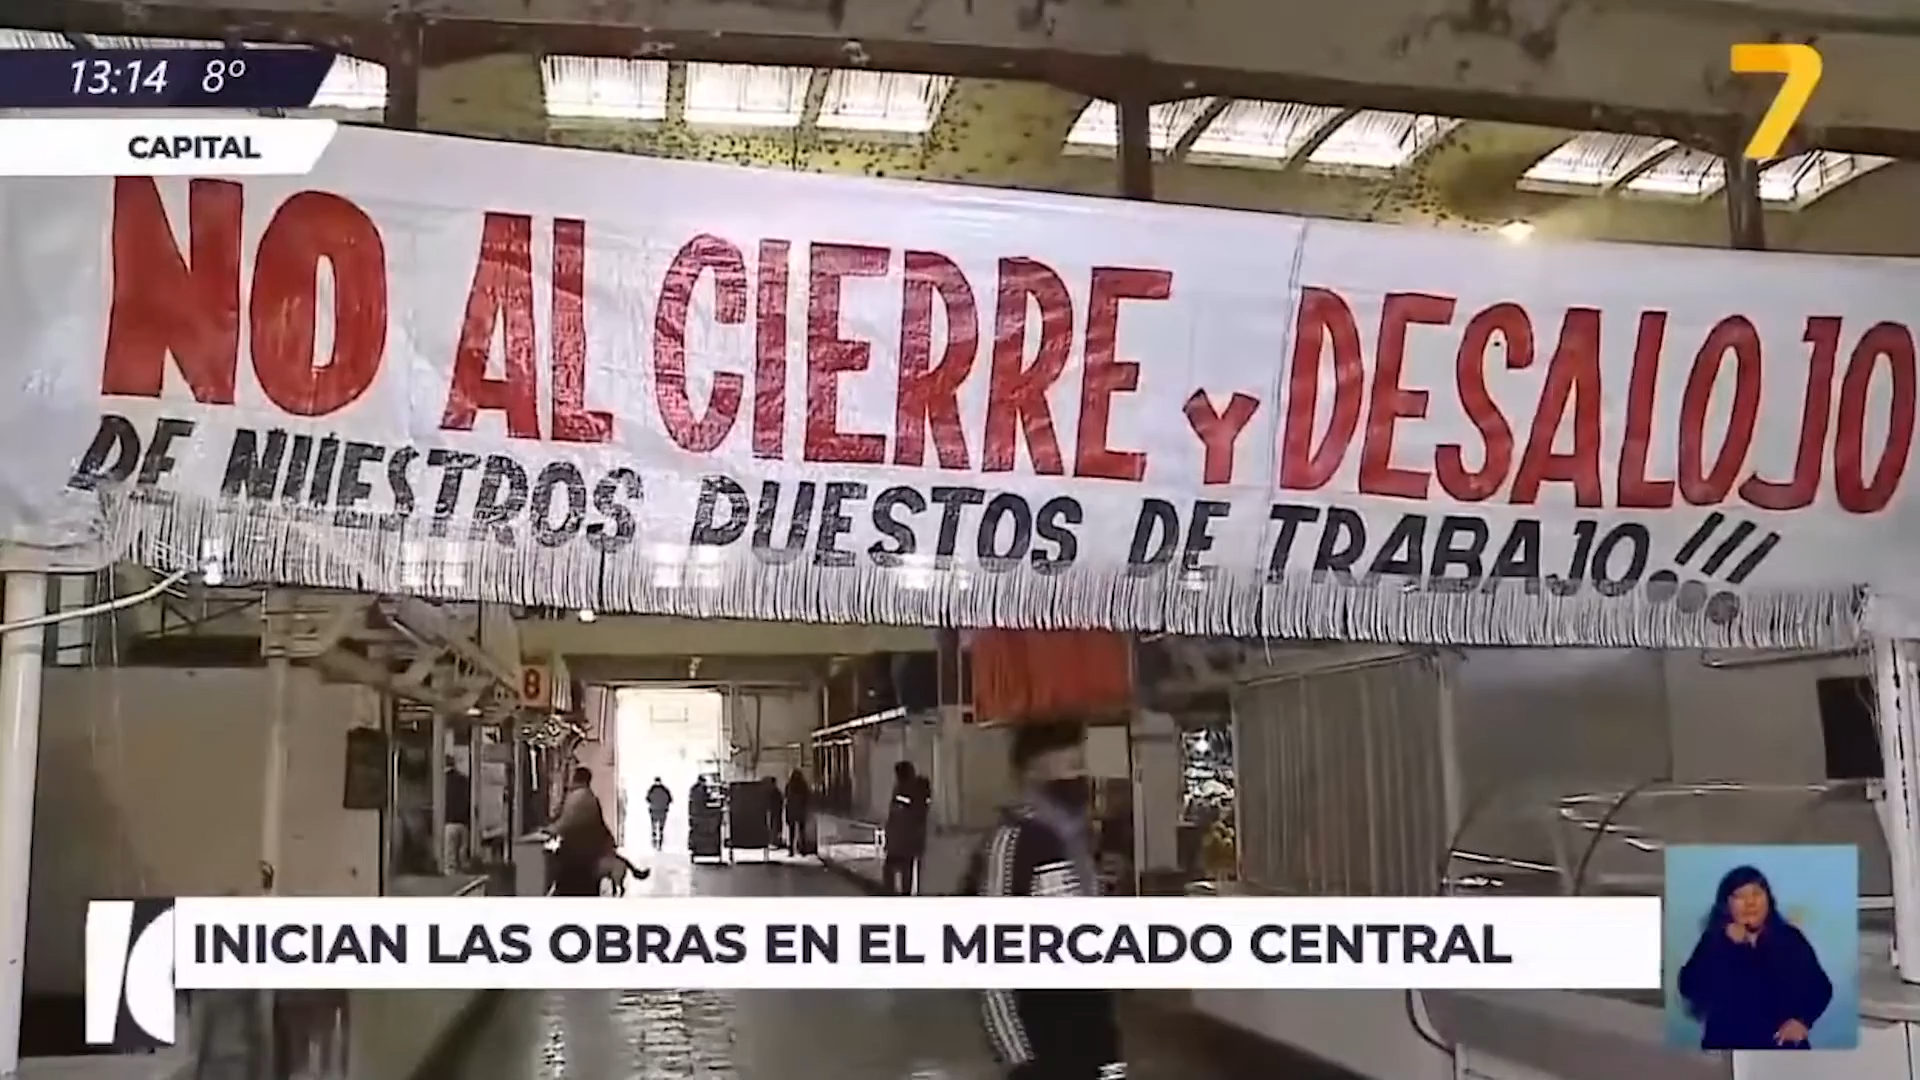 13:14 8°
7
CAPITAL
NO AL CIERRE Y DESALOJO
DE NUESTROS PUESTOS DE TRABAJO!!!
8
INICIAN LAS OBRAS EN EL MERCADO CENTRAL